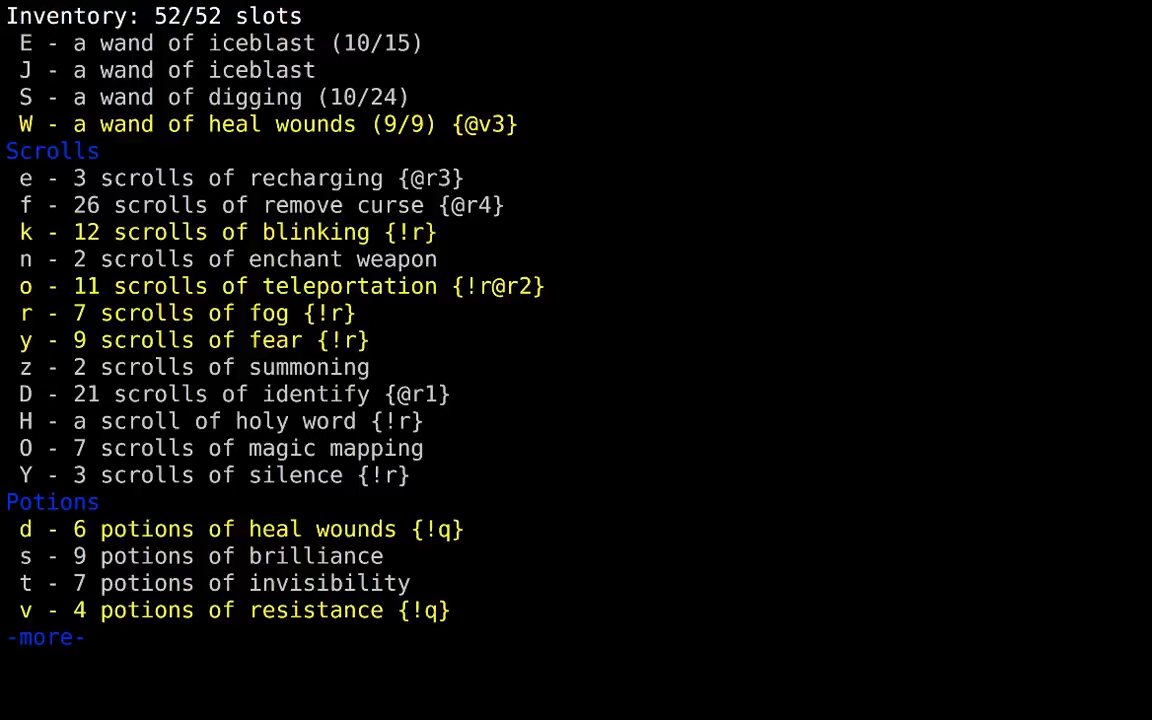 Inventory: 52/52 slots
E - a wand of iceblast (10/15)
J - a wand of iceblast
S - a wand of digging (10/24)
W - a wand of heal wounds (9/9) {@v3}
Scrolls
e - 3 scrolls of recharging {@r3}
f - 26 scrolls of remove curse {@r4}
k - 12 scrolls of blinking {!r}
n - 2 scrolls of enchant weapon
o - 11 scrolls of teleportation {!r@r2}
r - 7 scrolls of fog {!r}
y - 9 scrolls of fear {!r}
z - 2 scrolls of summoning
D - 21 scrolls of identify {@r1}
H - a scroll of holy word {!r}
O - 7 scrolls of magic mapping
Y - 3 scrolls of silence {!r}
Potions
d - 6 potions of heal wounds {!q}
s - 9 potions of brilliance
t - 7 potions of invisibility
v - 4 potions of resistance {!q}
-more-